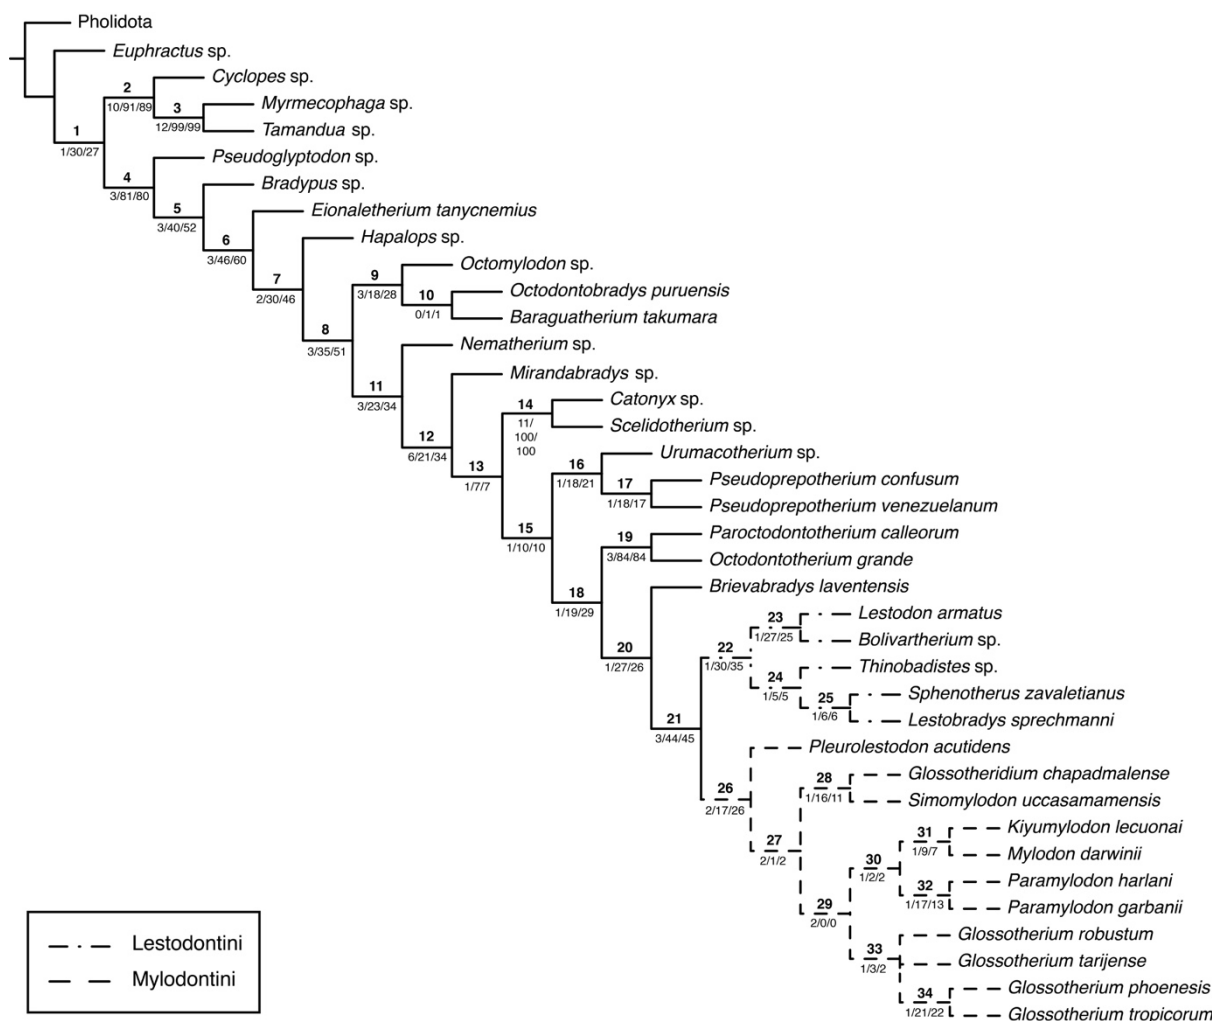 Pholidota
Euphractus sp.
Cyclopes sp.
2
10/91/89
Myrmecophaga sp.
3
12/99/99
Tamandua sp.
1
1/30/27
Pseudoglyptodon sp.
4
3/81/80
Bradypus sp.
5
3/40/52
Eionaletherium tanycnemius
6
3/46/60
Hapalops sp.
7
2/30/46
Octomylodon sp.
9
3/18/28
Octodontobradys puruensis
10
0/1/1
Baraguatherium takumara
8
3/35/51
Nematherium sp.
Mirandabradys sp.
11
3/23/34
Catonyx sp.
14
11/
100/
100
Scelidotherium sp.
12
6/21/34
Urumacotherium sp.
13
1/7/7
16
1/18/21
Pseudoprepotherium confusum
17
1/18/17
Pseudoprepotherium venezuelanum
15
1/10/10
Paroctodontotherium calleorum
19
3/84/84
Octodontotherium grande
Brievabradys laventensis
18
1/19/29
Lestodon armatus
23
1/27/25
Bolivartherium sp.
20
1/27/26
22
1/30/35
Thinobadistes sp.
24
1/5/5
Sphenotherus zavaletianus
25
1/6/6
Lestobradys sprechmanni
21
3/44/45
Pleurolestodon acutidens
Glossotheridium chapadmalense
28
1/16/11
26
2/17/26
Simomylodon uccasamamensis
Kiyumylodon lecuonai
31
1/9/7
27
2/1/2
Mylodon darwinii
30
1/2/2
Paramylodon harlani
32
1/17/13
Paramylodon garbanii
29
2/0/0
Glossotherium robustum
33
1/3/2
Glossotherium tarijense
Glossotherium phoenesis
34
1/21/22
Glossotherium tropicorum
Lestodontini
Mylodontini